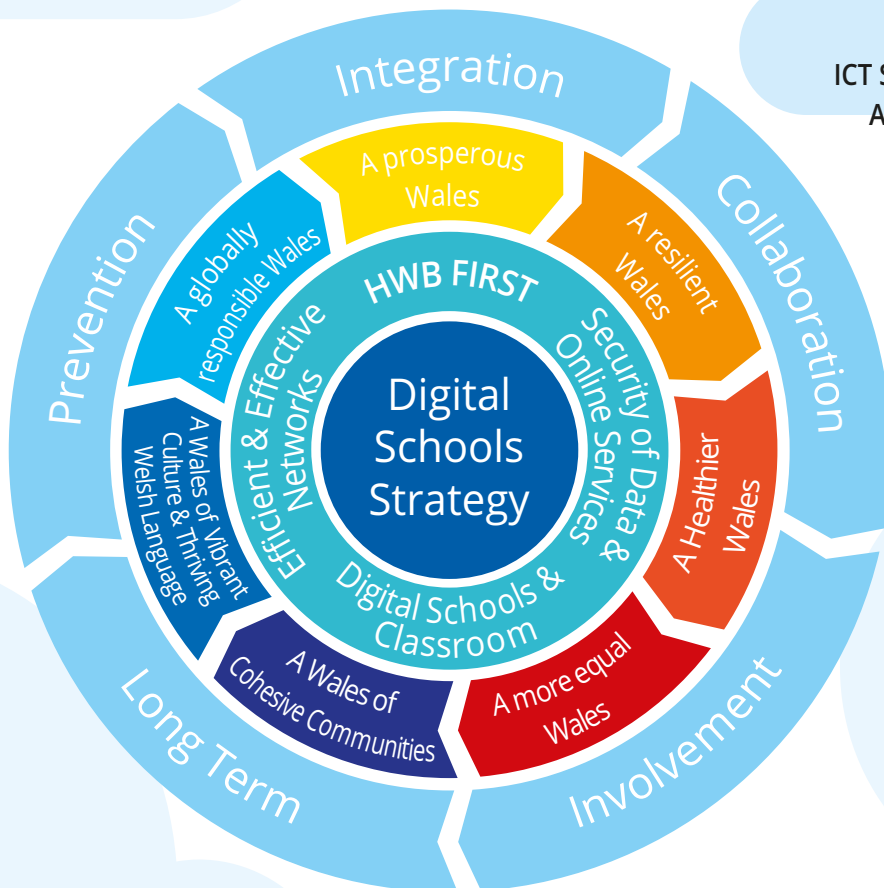 Integration
Collaboration
Involvement
Long Term
Prevention
A prosperous
Wales
A resilient
Wales
A Healthier
Wales
A more equal
Wales
A Wales of
Cohesive Communities
A Wales of Vibrant
Culture & Thriving
Welsh Language
A globally
responsible Wales
HWB FIRST
Security of Data &
Online Services
Digital Schools &
Classroom
Efficient & Effective
Networks
Digital
Schools
Strategy
ICT